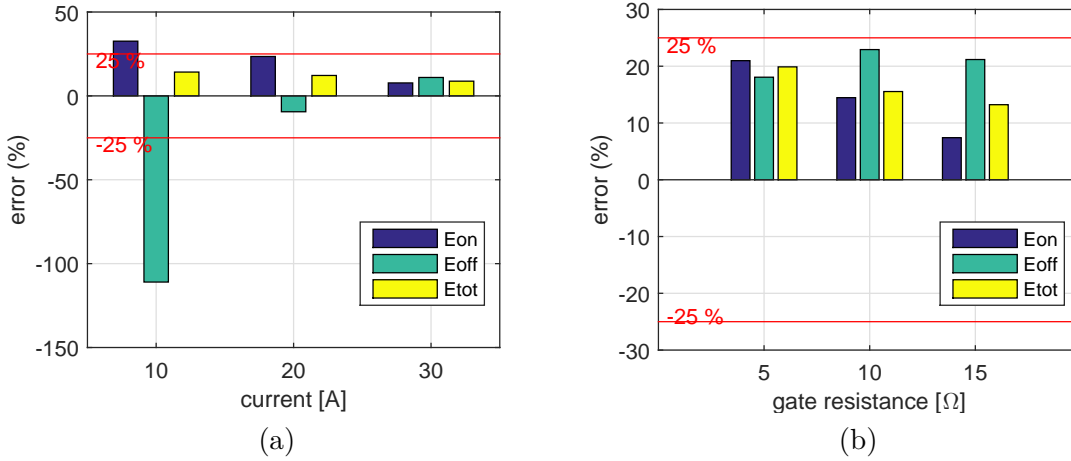 50
25 %
0
-25 %
-50
-100
-150
error (%)
10
20
30
current [A]
Eon
Eoff
Etot
(a)
30
25 %
20
10
0
-10
-20
-25 %
-30
error (%)
5
10
15
gate resistance [Ω]
Eon
Eoff
Etot
(b)